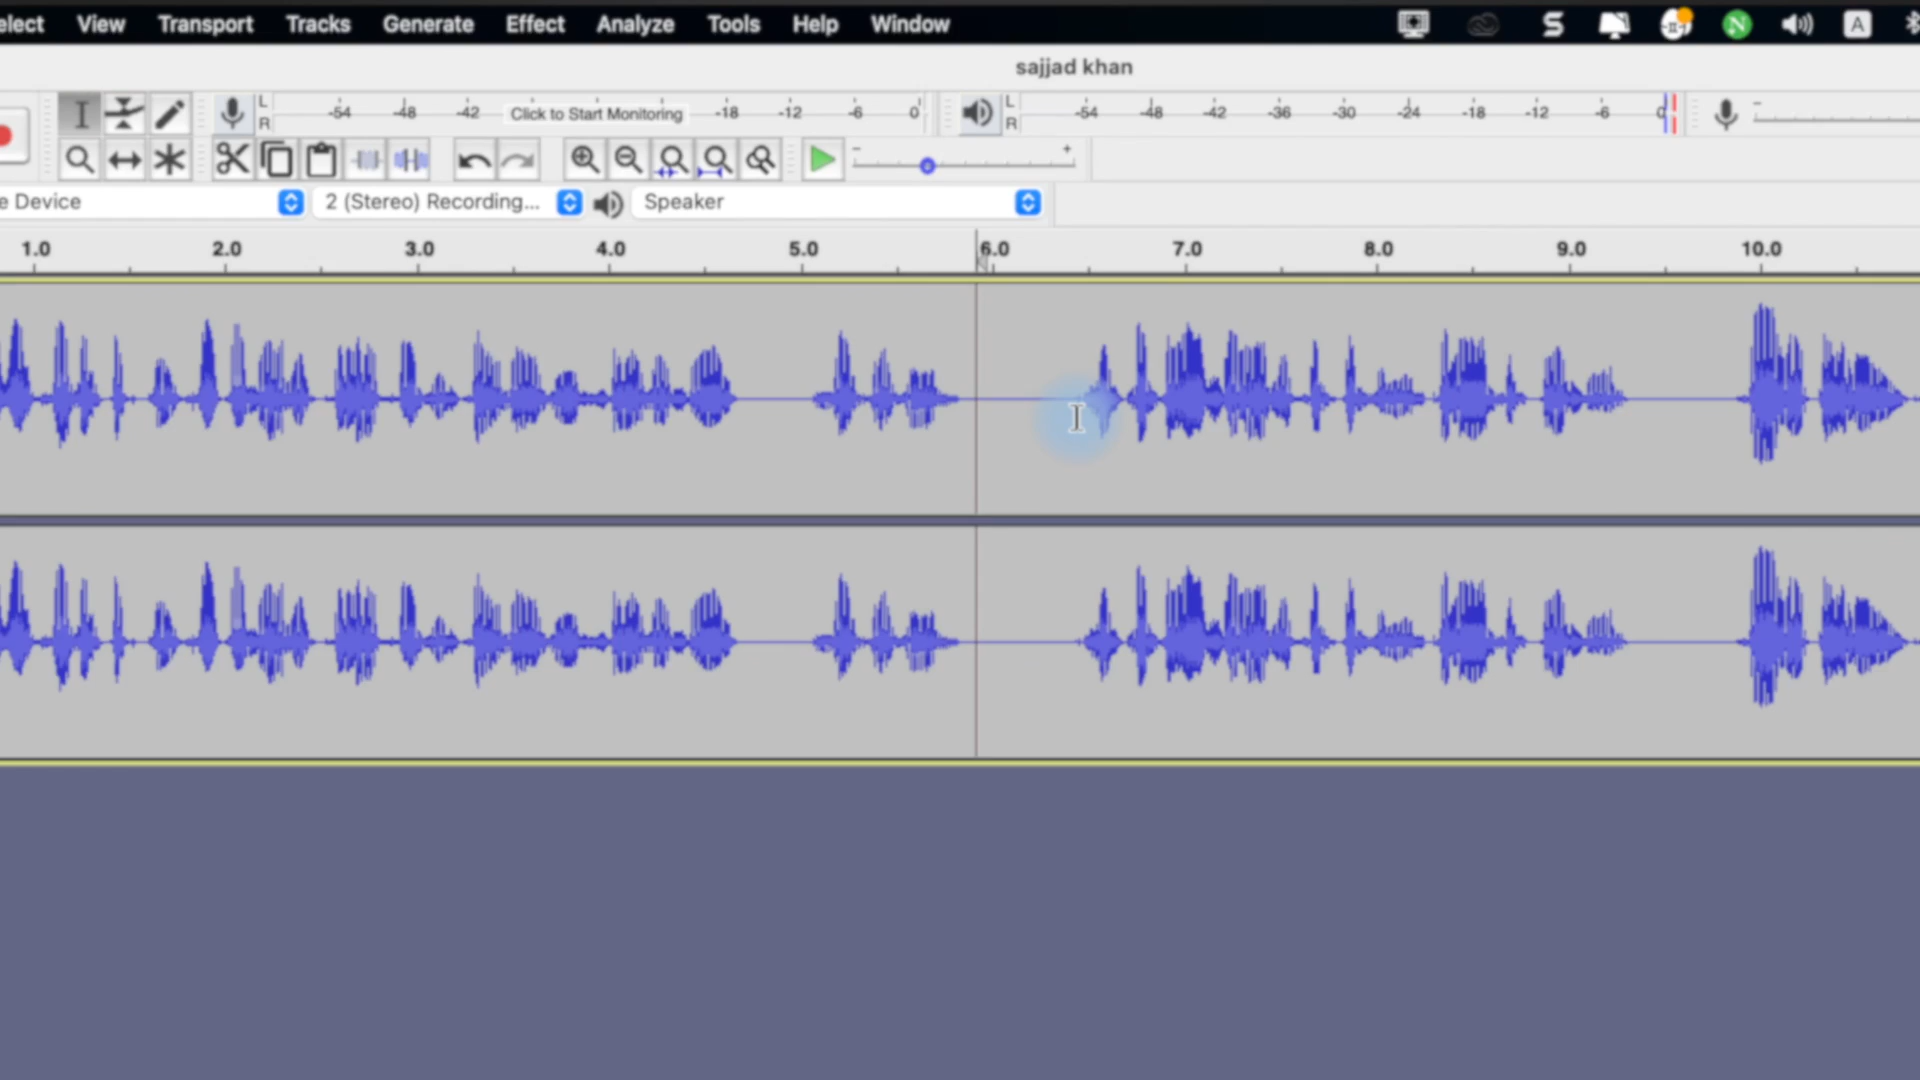 elect View Transport Tracks Generate Effect Analyze Tools Help Window S N A
sajjad khan
L R -54 -48 -42 Click to Start Monitoring -18 -12 -6 0 L R -54 -48 -42 -36 -30 -24 -18 -12 -6 0
e Device 2 (Stereo) Recording... Speaker
1.0 2.0 3.0 4.0 5.0 6.0 7.0 8.0 9.0 10.0